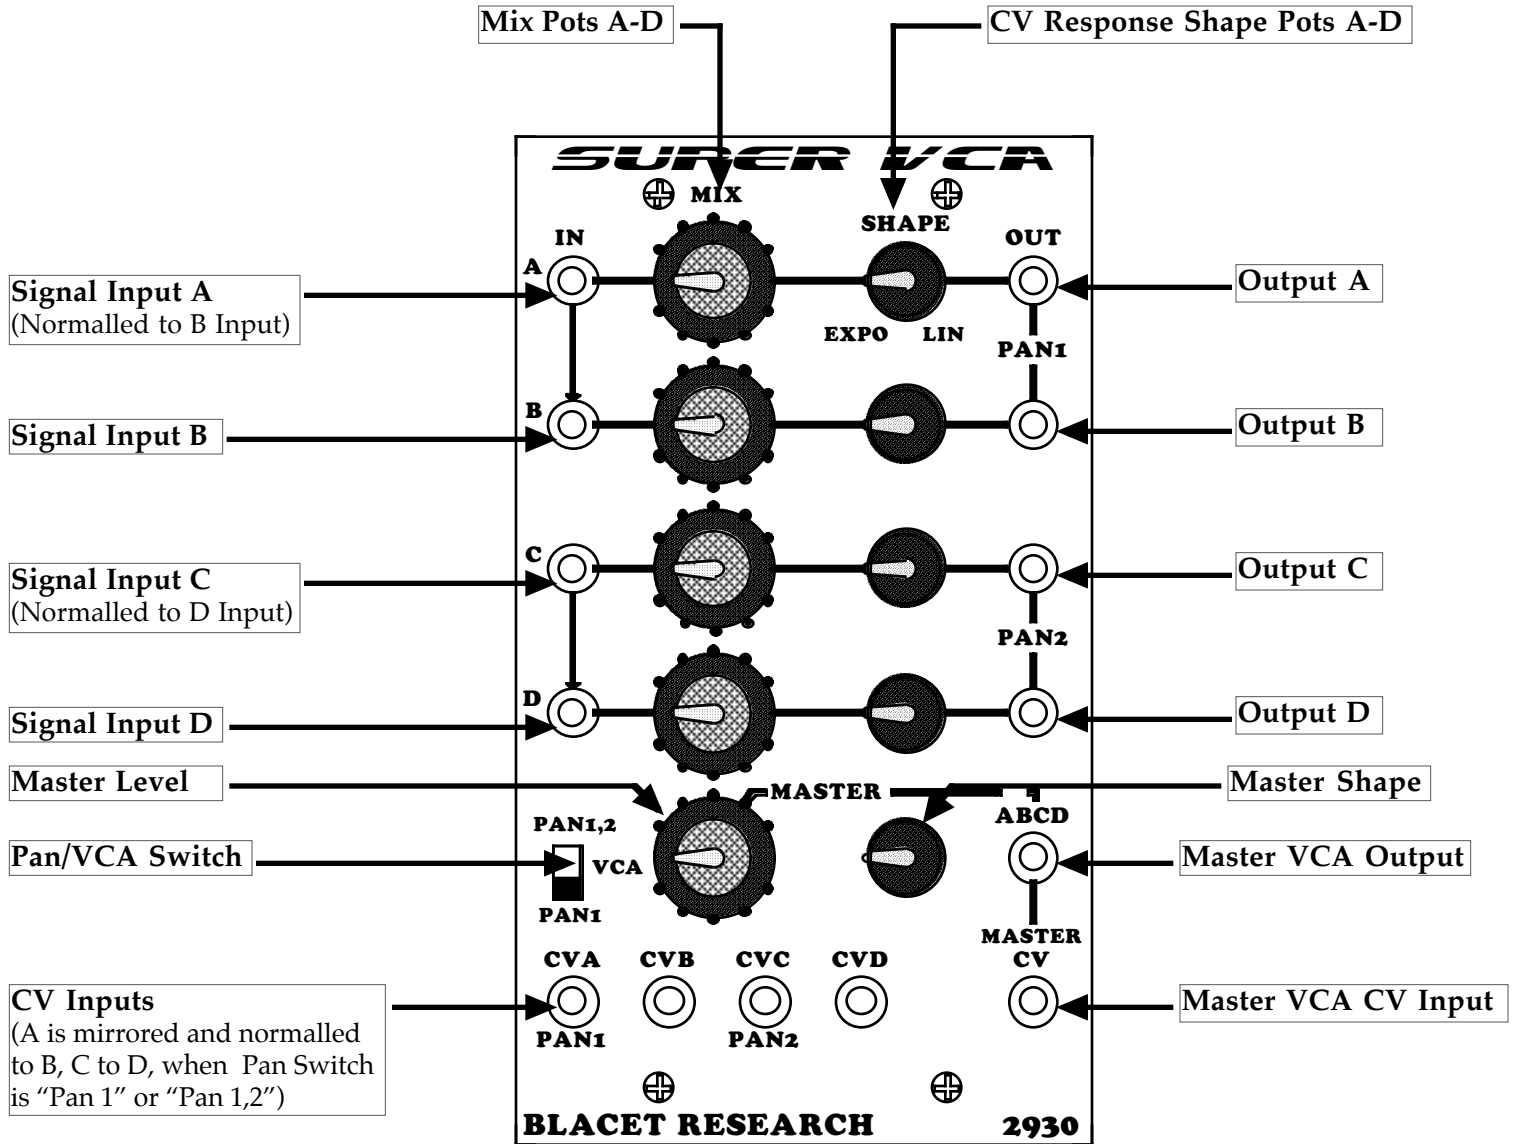 Mix Pots A-D
CV Response Shape Pots A-D
SUPER VCA
MIX
SHAPE
IN
OUT
A
Signal Input A
(Normalled to B Input)
Output A
EXPO
LIN
PAN1
B
Signal Input B
Output B
C
Signal Input C
(Normalled to D Input)
Output C
PAN2
D
Signal Input D
Output D
Master Level
MASTER
Master Shape
ABCD
PAN1,2
Pan/VCA Switch
VCA
Master VCA Output
PAN1
MASTER
CVA
CVB
CVC
CVD
CV
CV Inputs
(A is mirrored and normalled
to B, C to D, when Pan Switch
is “Pan 1” or “Pan 1,2”)
Master VCA CV Input
PAN1
PAN2
BLACET RESEARCH
2930